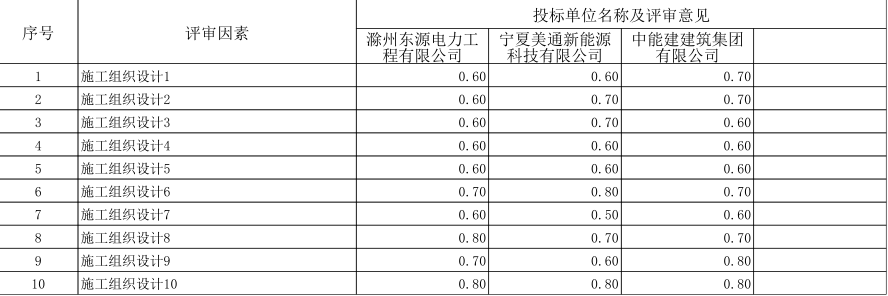 序号 评审因素 投标单位名称及评审意见
滁州东源电力工程有限公司 宁夏美通新能源科技有限公司 中能建建筑集团有限公司
1 施工组织设计1 0.60 0.60 0.70
2 施工组织设计2 0.60 0.70 0.70
3 施工组织设计3 0.60 0.70 0.60
4 施工组织设计4 0.60 0.60 0.60
5 施工组织设计5 0.60 0.60 0.60
6 施工组织设计6 0.70 0.80 0.70
7 施工组织设计7 0.60 0.50 0.60
8 施工组织设计8 0.80 0.70 0.70
9 施工组织设计9 0.70 0.60 0.80
10 施工组织设计10 0.80 0.80 0.80